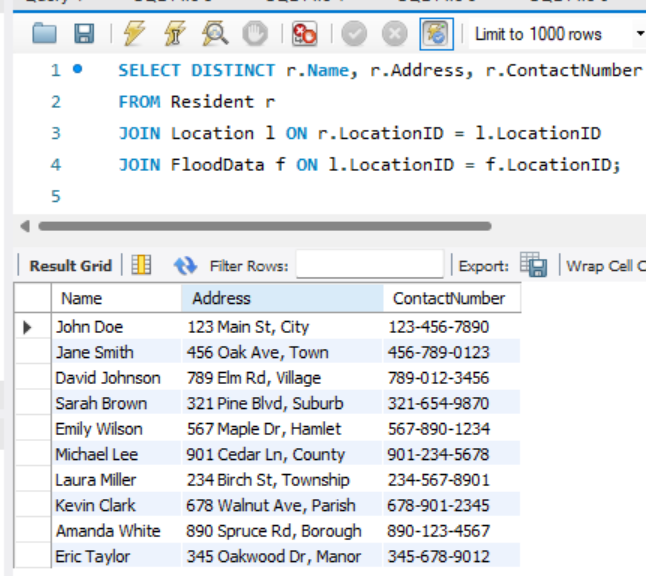 Limit to 1000 rows
1 SELECT DISTINCT r.Name, r.Address, r.ContactNumber
2 FROM Resident r
3 JOIN Location l ON r.LocationID = l.LocationID
4 JOIN FloodData f ON l.LocationID = f.LocationID;
5
Result Grid Filter Rows: Export: Wrap Cell C
Name Address ContactNumber
John Doe 123 Main St, City 123-456-7890
Jane Smith 456 Oak Ave, Town 456-789-0123
David Johnson 789 Elm Rd, Village 789-012-3456
Sarah Brown 321 Pine Blvd, Suburb 321-654-9870
Emily Wilson 567 Maple Dr, Hamlet 567-890-1234
Michael Lee 901 Cedar Ln, County 901-234-5678
Laura Miller 234 Birch St, Township 234-567-8901
Kevin Clark 678 Walnut Ave, Parish 678-901-2345
Amanda White 890 Spruce Rd, Borough 890-123-4567
Eric Taylor 345 Oakwood Dr, Manor 345-678-9012